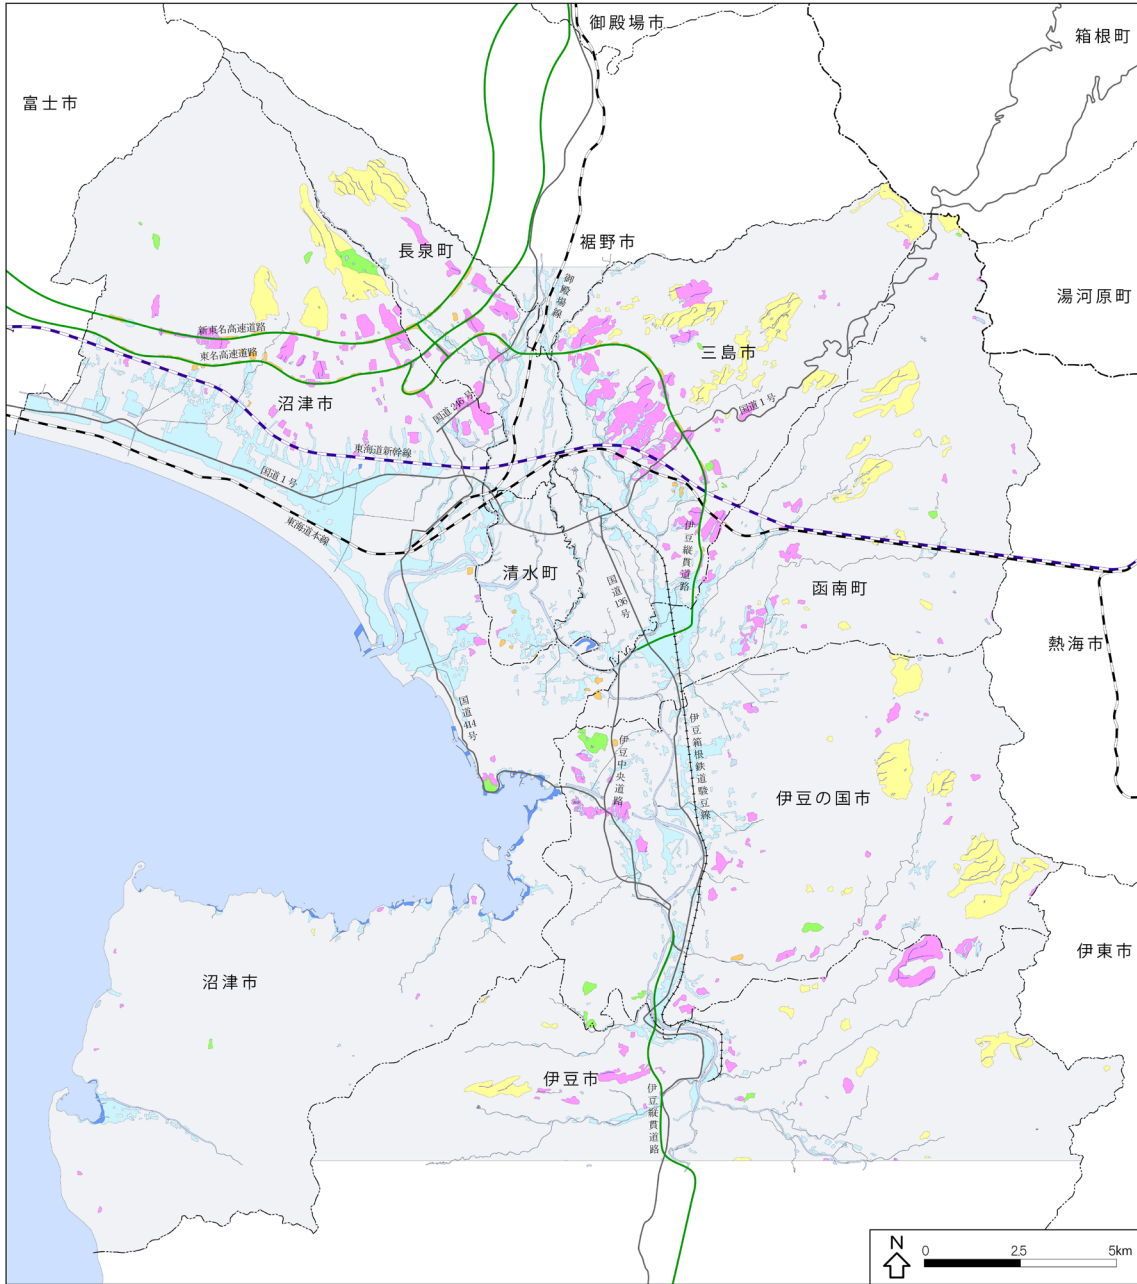 御殿場市
箱根町
富士市
裾野市
長泉町
御殿場線
湯河原町
新東名高速道路
東名高速道路
三島市
沼津市
国道246号
国道1号
東海道新幹線
国道1号
東海道本線
伊豆縦貫道路
清水町
国道136号
函南町
熱海市
国道414号
伊豆中央道路
伊豆箱根鉄道駿豆線
伊豆の国市
伊東市
沼津市
伊豆市
伊豆縦貫道路
N
0 2.5 5km